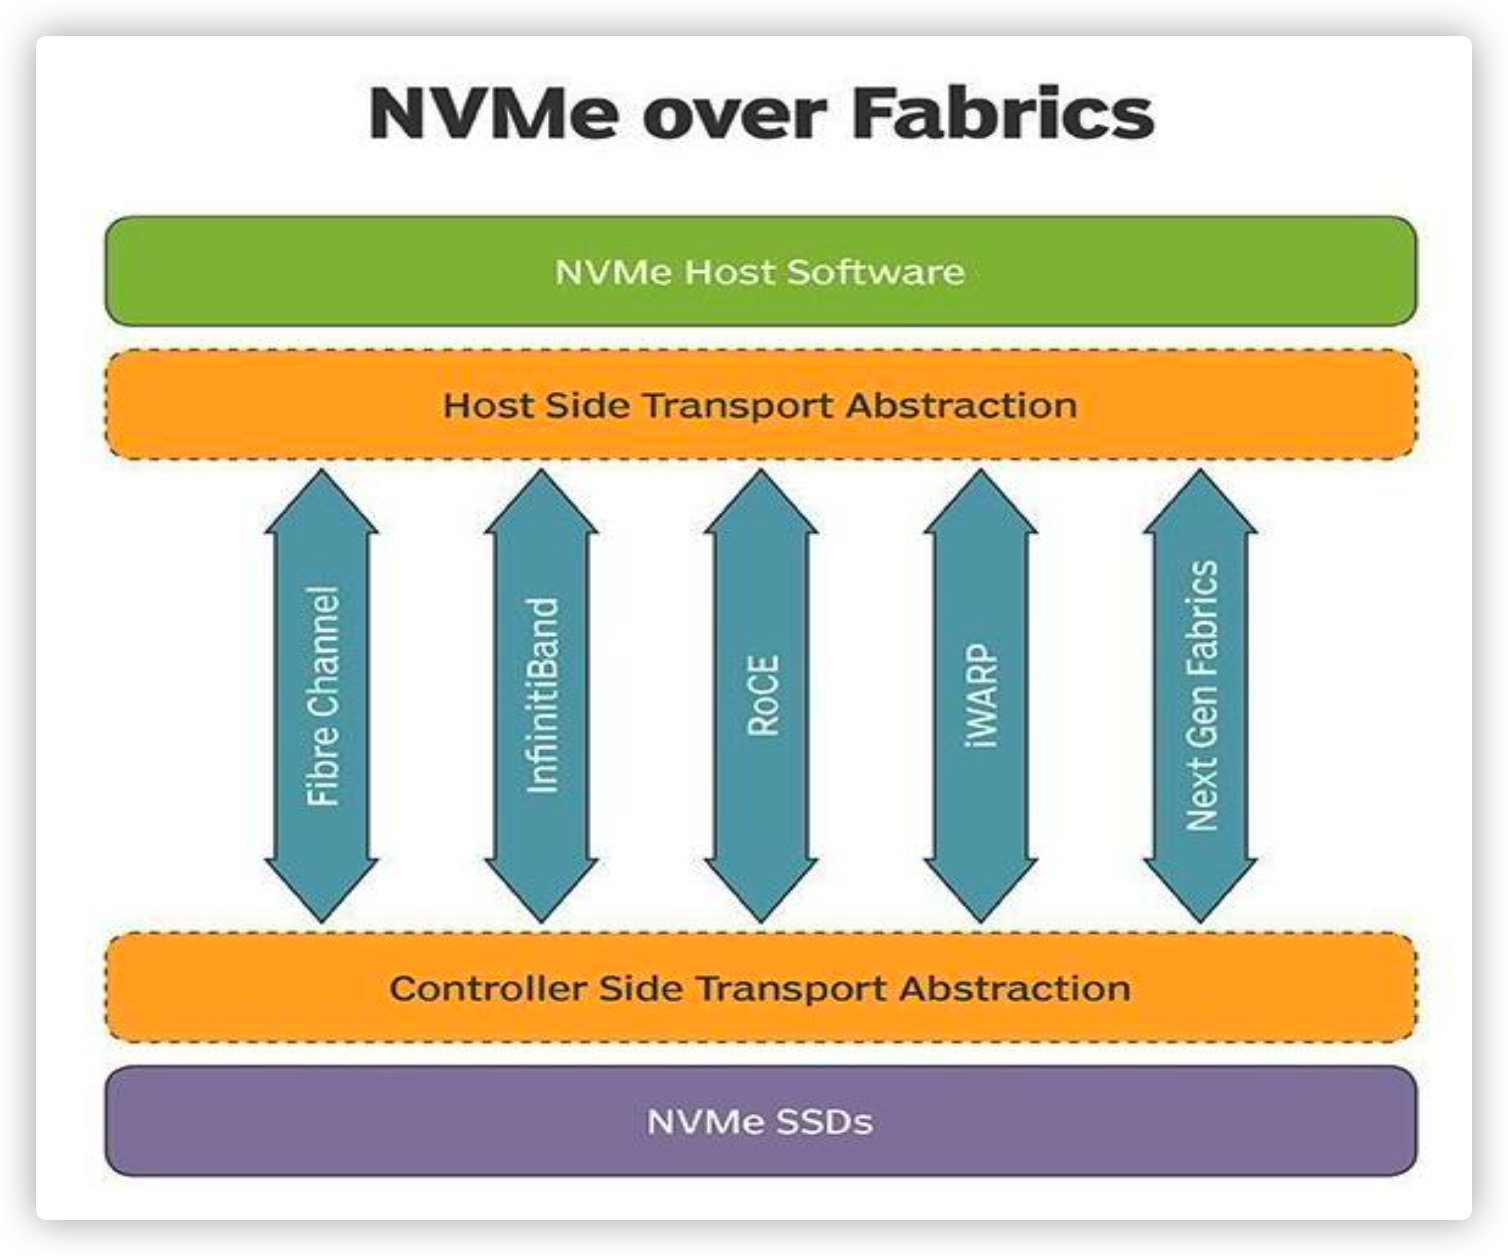 NVMe over Fabrics
NVMe Host Software
Host Side Transport Abstraction
Fibre Channel
InfiinitiBand
RoCE
iWARP
Next Gen Fabrics
Controller Side Transport Abstraction
NVMe SSDs